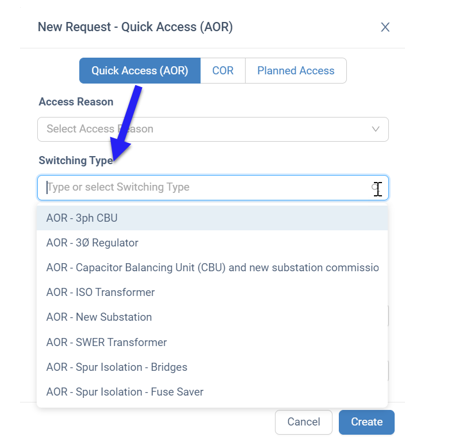 New Request - Quick Access (AOR)
Quick Access (AOR) COR Planned Access
Access Reason
Select Access Reason
Switching Type
Type or select Switching Type
AOR - 3ph CBU
AOR - 3Ø Regulator
AOR - Capacitor Balancing Unit (CBU) and new substation commissio
AOR - ISO Transformer
AOR - New Substation
AOR - SWER Transformer
AOR - Spur Isolation - Bridges
AOR - Spur Isolation - Fuse Saver
Cancel Create